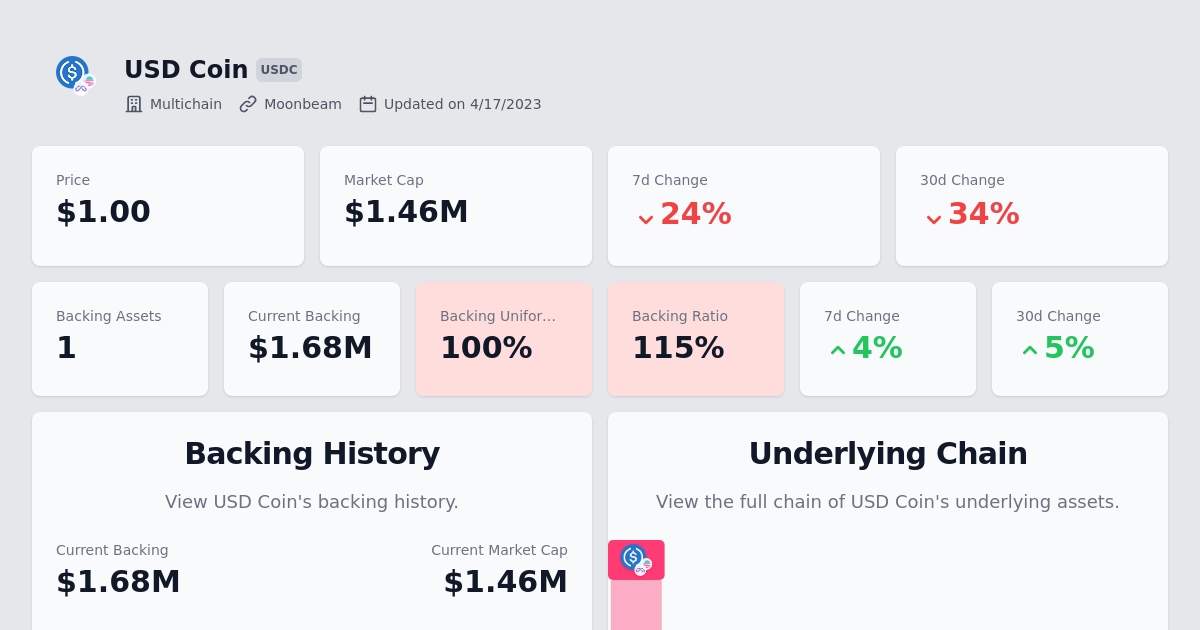 USD Coin USDC
Multichain Moonbeam Updated on 4/17/2023
Price Market Cap 7d Change 30d Change
$1.00 $1.46M 24% 34%
Backing Assets Current Backing Backing Unifor... Backing Ratio 7d Change 30d Change
1 $1.68M 100% 115% 4% 5%
Backing History
View USD Coin's backing history.
Current Backing Current Market Cap
$1.68M $1.46M
Underlying Chain
View the full chain of USD Coin's underlying assets.